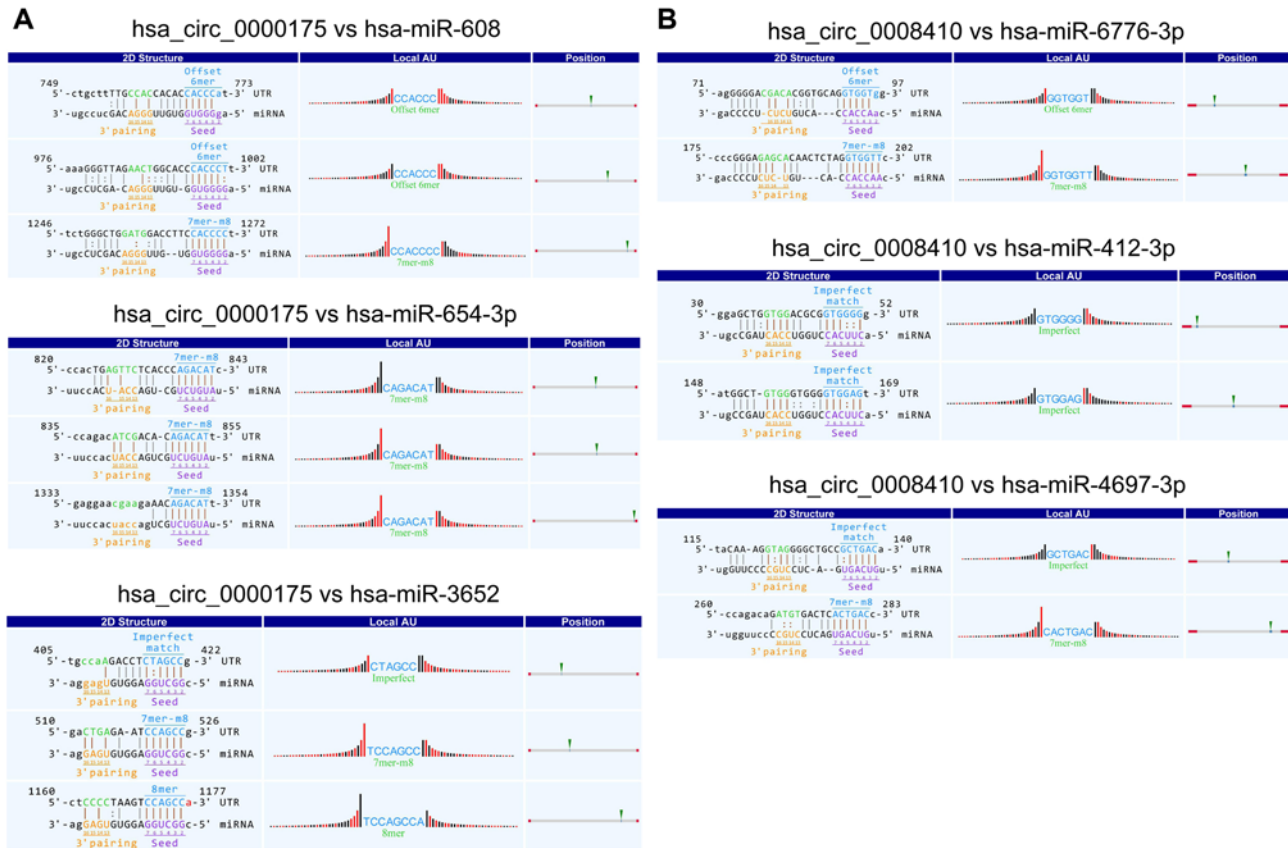 A
hsa_circ_0000175 vs hsa-miR-608
2D Structure Local AU Position
Offset
6mer
749 773
5'-ctgcttTTGCCACCACACCACCCat-3' UTR
3'-ugccucGACAGGGUUGUGGUGGGGa-5' miRNA
3'pairing Seed
CCACCC
Offset 6mer
Offset
6mer
976 1002
5'-aaaGGGTTAGAACTGGCACCCACCCTt-3' UTR
3'-ugcCUCGA-CAGGGUUGU-GGUGGGGa-5' miRNA
3'pairing Seed
CCACCC
Offset 6mer
7mer-m8
1246 1272
5'-tctGGGCTGGATGGACCTTCCACCCCt-3' UTR
3'-ugcCUCGACAGGGUUG--UGGUGGGGa-5' miRNA
3'pairing Seed
CCACCCC
7mer-m8
hsa_circ_0000175 vs hsa-miR-654-3p
2D Structure Local AU Position
7mer-m8
820 843
5'-ccacTGAGTTCTCACCCAGACATc-3' UTR
3'-uuccACU-ACCAGU-CGUCUGUAu-5' miRNA
3'pairing Seed
CAGACAT
7mer-m8
7mer-m8
835 855
5'-ccagacATCGACA-CAGACATt-3' UTR
3'-uuccacUACCAGUCGUCUGUAu-5' miRNA
3'pairing Seed
CAGACAT
7mer-m8
7mer-m8
1333 1354
5'-gaggaacgaagaAACAGACATt-3' UTR
3'-uuccacuaccagUCGUCUGUAu-5' miRNA
3'pairing Seed
CAGACAT
7mer-m8
hsa_circ_0000175 vs hsa-miR-3652
2D Structure Local AU Position
Imperfect
match
405 422
5'-tgccaAGACCTCTAGCCg-3' UTR
3'-aggagUGUGGAGGUCGGc-5' miRNA
3'pairing Seed
CTAGCC
Imperfect
7mer-m8
510 526
5'-gaCTGAGA-ATCCAGCCg-3' UTR
3'-agGAGUGUGGAGGUCGGc-5' miRNA
3'pairing Seed
TCCAGCC
7mer-m8
8mer
1160 1177
5'-ctCCCCTAAGTCCAGCCa-3' UTR
3'-agGAGUGUGGAGGUCGGc-5' miRNA
3'pairing Seed
TCCAGCCA
8mer
B
hsa_circ_0008410 vs hsa-miR-6776-3p
2D Structure Local AU Position
Offset
6mer
71 97
5'-agGGGGACGACACGGTGCAGGTGGTgg-3' UTR
3'-gaCCCCU-CUCUGUCA---CCACCAAc-5' miRNA
3'pairing Seed
GGTGGT
Offset 6mer
7mer-m8
175 202
5'-cccGGGAGAGCACAACTCTAGGTGGTTc-3' UTR
3'-gacCCCUCUC-UGU---CA-CCACCAAc-5' miRNA
3'pairing Seed
GGTGGTT
7mer-m8
hsa_circ_0008410 vs hsa-miR-412-3p
2D Structure Local AU Position
Imperfect
match
30 52
5'-ggaGCTGGTGGACGCGGTGGGGg-3' UTR
3'-ugcCGAUCACCUGGUCCACUUCa-5' miRNA
3'pairing Seed
GTGGGG
Imperfect
Imperfect
match
148 169
5'-atGGCT-GTGGGTGGGGTGGAGt-3' UTR
3'-ugCCGAUCACCUGGUCCACUUCa-5' miRNA
3'pairing Seed
GTGGAG
Imperfect
hsa_circ_0008410 vs hsa-miR-4697-3p
2D Structure Local AU Position
Imperfect
match
115 140
5'-taCAA-AGGTAGGGGCTGCCGCTGACa-3' UTR
3'-ugGUUCCCCGUCCUC-A--GUGACUGu-5' miRNA
3'pairing Seed
GCTGAC
Imperfect
7mer-m8
260 283
5'-ccagacaGATGTGACTCACTGACc-3' UTR
3'-ugguucccCGUCCUCAGUGACUGu-5' miRNA
3'pairing Seed
CACTGAC
7mer-m8